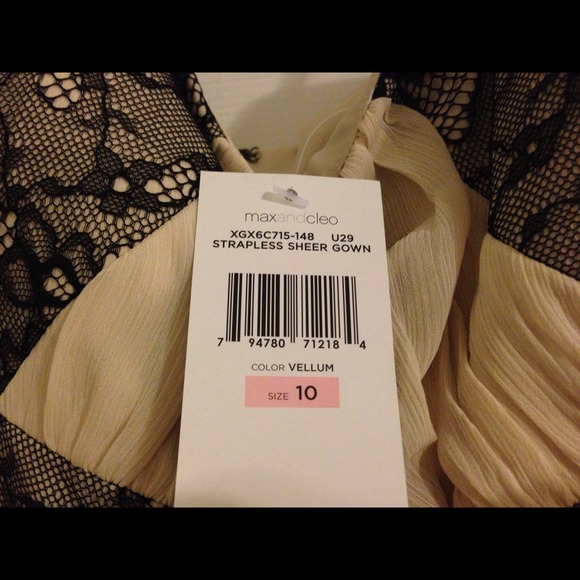 maxandcleo
XGX6C715-148 U29
STRAPLESS SHEER GOWN
7 94780 71218 4
COLOR VELLUM
SIZE 10